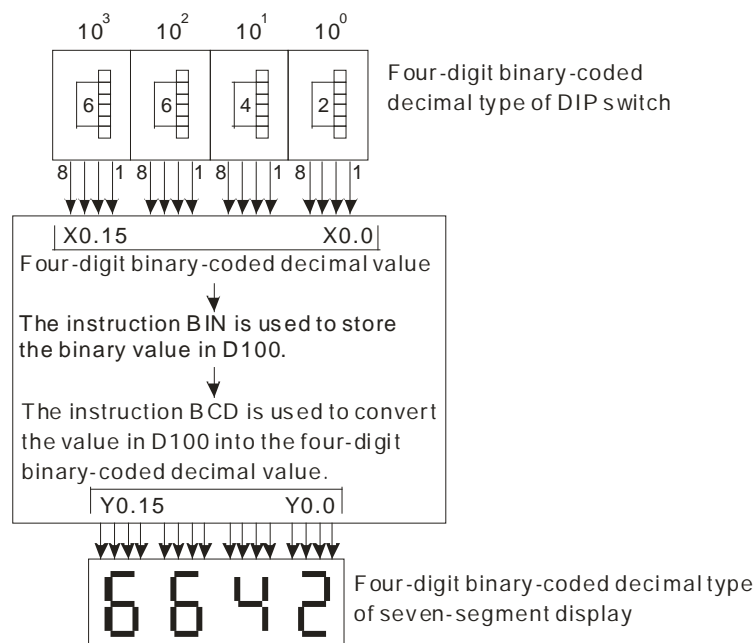 10³ 10² 10¹ 10⁰
Four-digit binary-coded
decimal type of DIP switch
6 6 4 2
8 1 8 1 8 1 8 1
X0.15 X0.0
Four-digit binary-coded decimal value
The instruction BIN is used to store
the binary value in D100.
The instruction BCD is used to convert
the value in D100 into the four-digit
binary-coded decimal value.
Y0.15 Y0.0
6 6 4 2
Four-digit binary-coded decimal type
of seven-segment display